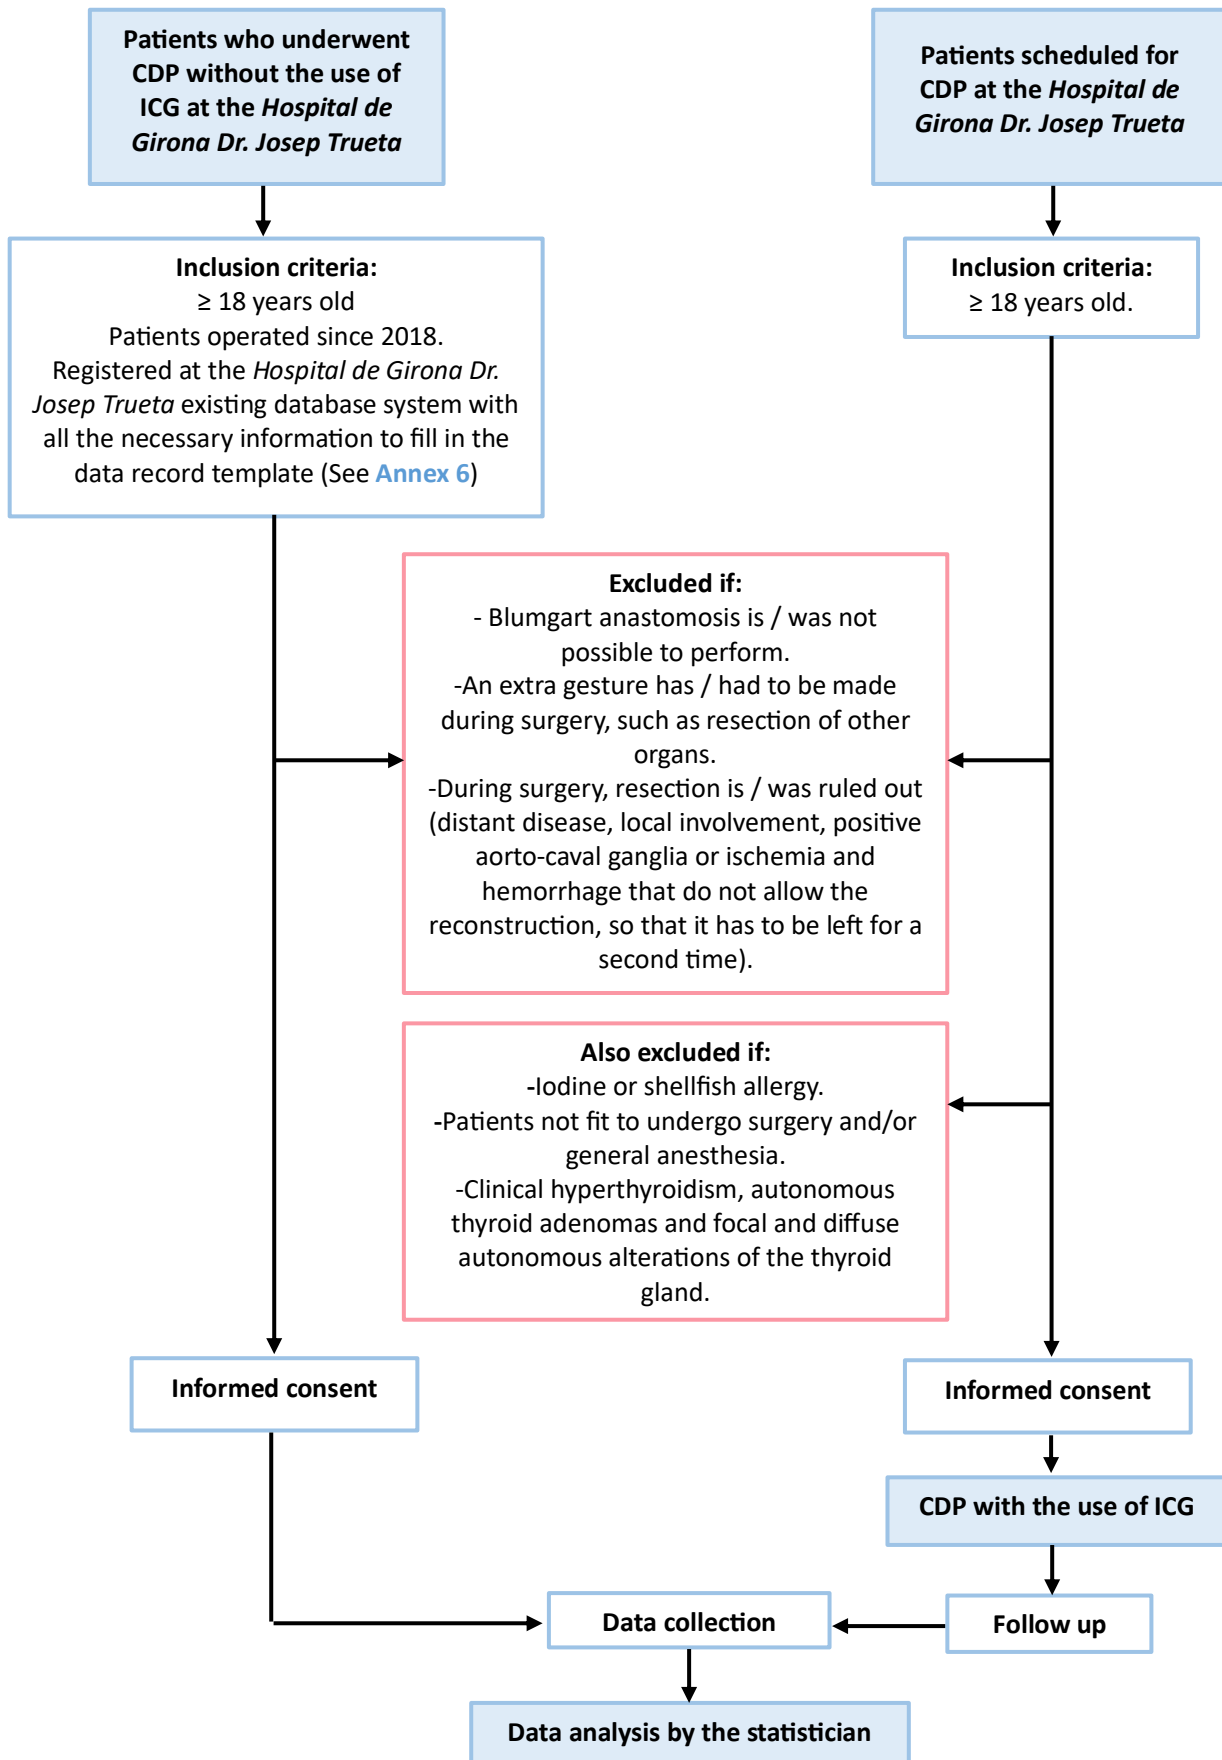 Patients who underwent
CDP without the use of
ICG at the Hospital de
Girona Dr. Josep Trueta
Patients scheduled for
CDP at the Hospital de
Girona Dr. Josep Trueta
Inclusion criteria:
≥ 18 years old
Patients operated since 2018.
Registered at the Hospital de Girona Dr.
Josep Trueta existing database system with
all the necessary information to fill in the
data record template (See Annex 6)
Inclusion criteria:
≥ 18 years old.
Excluded if:
- Blumgart anastomosis is / was not
possible to perform.
-An extra gesture has / had to be made
during surgery, such as resection of other
organs.
-During surgery, resection is / was ruled out
(distant disease, local involvement, positive
aorto-caval ganglia or ischemia and
hemorrhage that do not allow the
reconstruction, so that it has to be left for a
second time).
Also excluded if:
-Iodine or shellfish allergy.
-Patients not fit to undergo surgery and/or
general anesthesia.
-Clinical hyperthyroidism, autonomous
thyroid adenomas and focal and diffuse
autonomous alterations of the thyroid
gland.
Informed consent
Informed consent
CDP with the use of ICG
Data collection
Follow up
Data analysis by the statistician